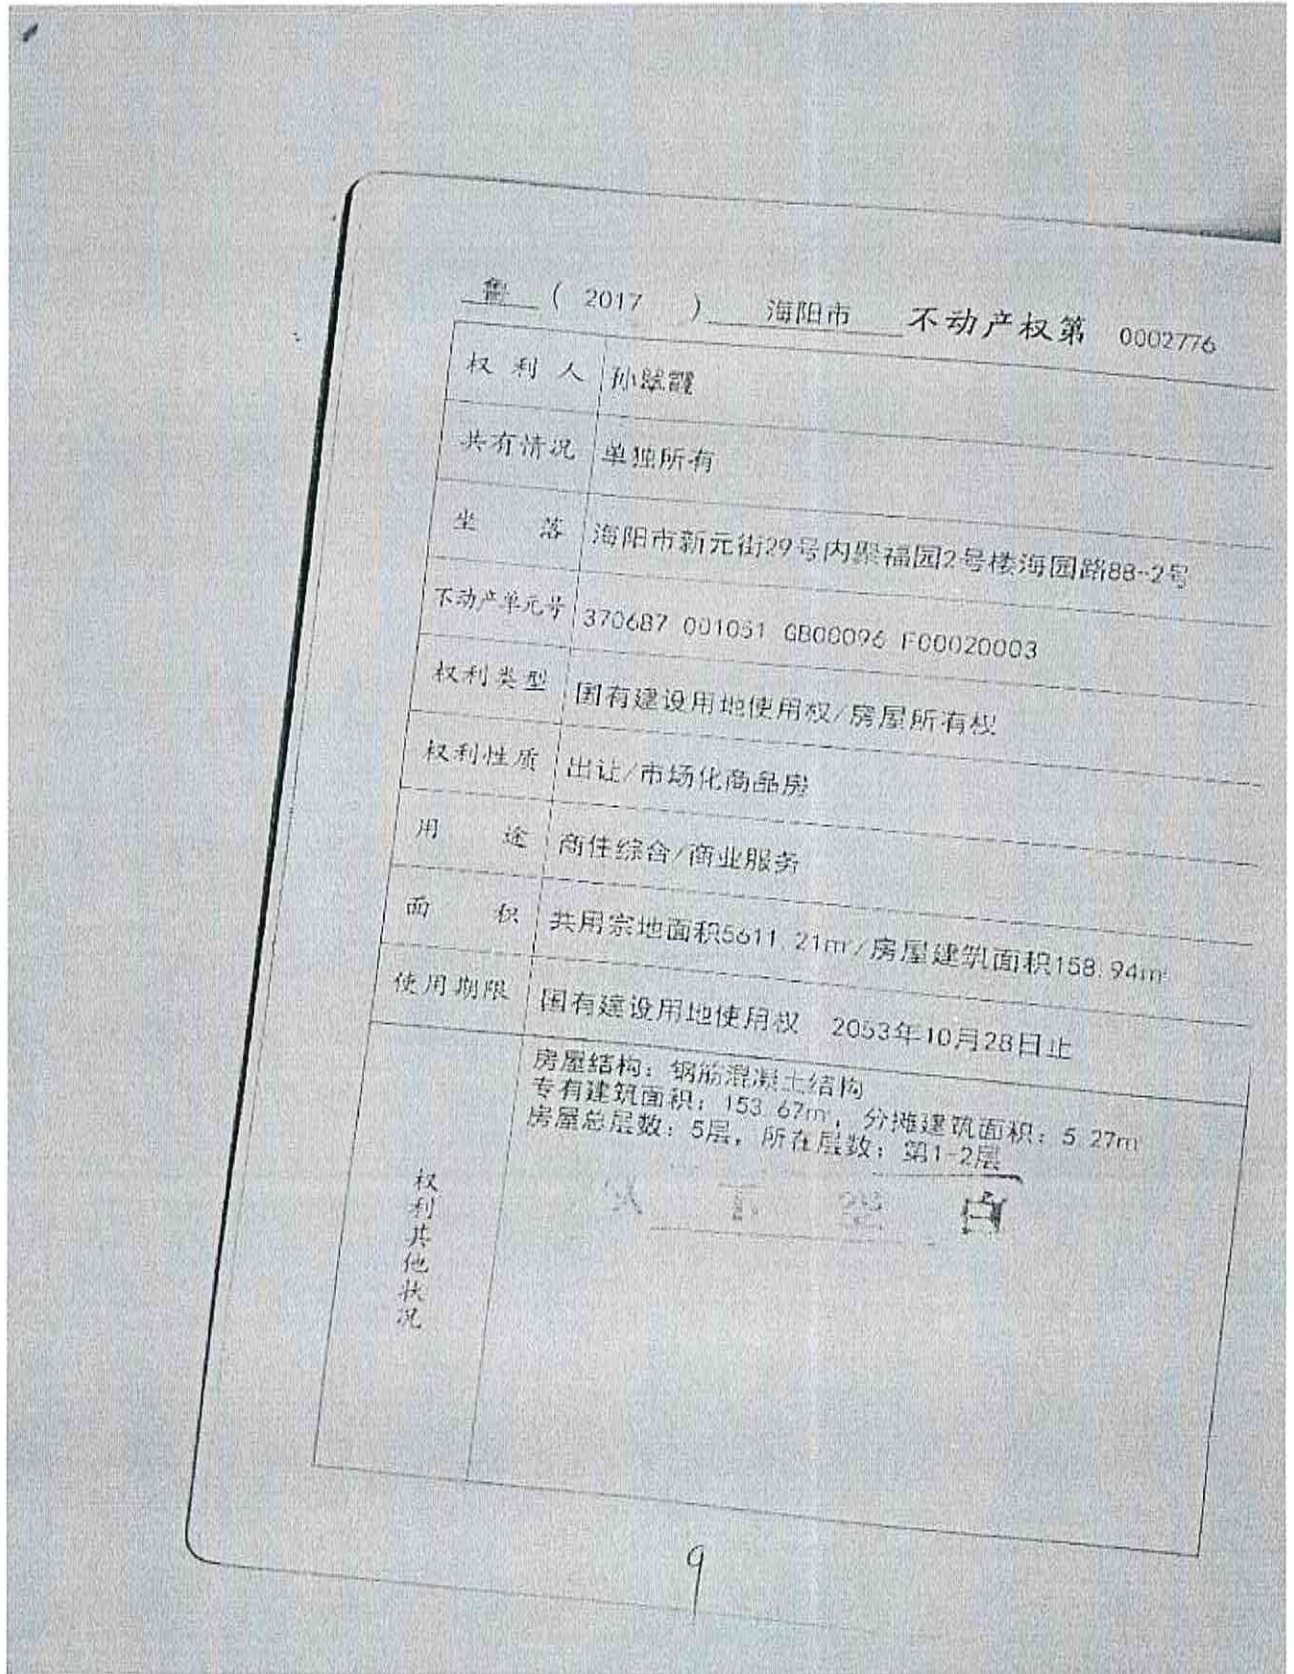 鲁 ( 2017 ) 海阳市 不动产权第 0002776
权利人 孙翠霞
共有情况 单独所有
坐落 海阳市新元街29号内聚福园2号楼海园路88-2号
不动产单元号 370687 001051 GB00096 F00020003
权利类型 国有建设用地使用权/房屋所有权
权利性质 出让/市场化商品房
用途 商住综合/商业服务
面积 共用宗地面积5611.21㎡/房屋建筑面积158.94㎡
使用期限 国有建设用地使用权 2053年10月28日止
权利其他状况
房屋结构：钢筋混凝土结构
专有建筑面积：153.67㎡，分摊建筑面积：5.27㎡
房屋总层数：5层，所在层数：第1-2层
以下空白
9